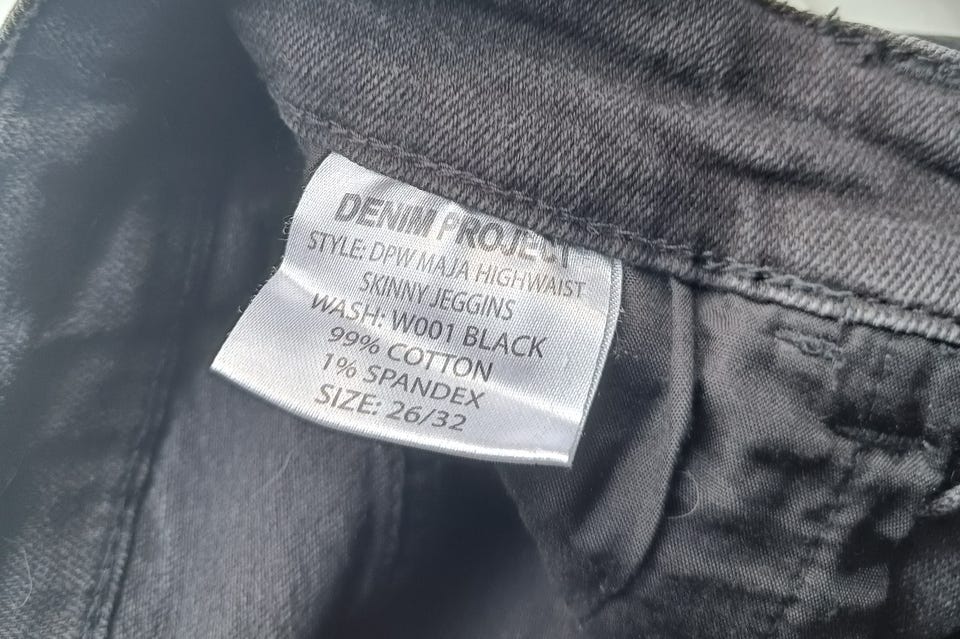 DENIM PROJECT
STYLE: DPW MAJA HIGHWAIST
SKINNY JEGGINS
WASH: W001 BLACK
99% COTTON
1% SPANDEX
SIZE: 26/32